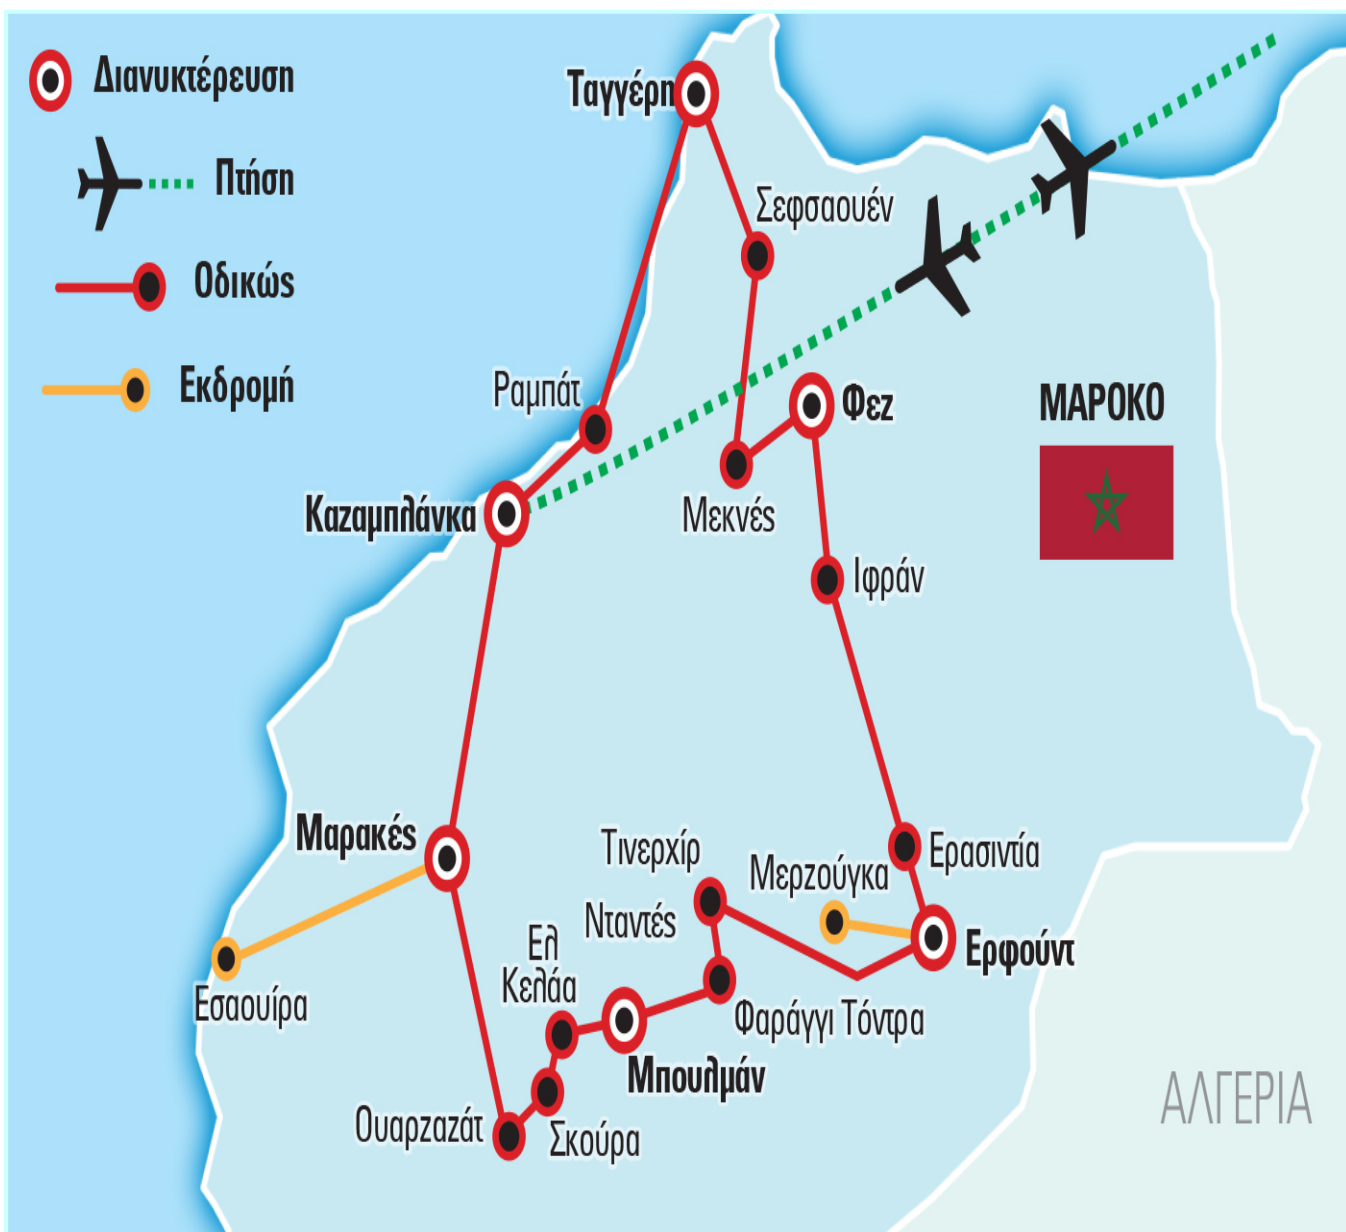 Διανυκτέρευση
Πτήση
Οδικώς
Εκδρομή
Ταγγέρη
Σεφσαουέν
Ραμπάτ
Φεζ
ΜΑΡΟΚΟ
Καζαμπλάνκα
Μεκνές
Ιφράν
Μαρακές
Τινερχίρ
Ερασιντία
Μερζούγκα
Νταντές
Ελ
Κελάα
Ερφούντ
Εσαουίρα
Φαράγγι Τόντρα
Μπουλμάν
Ουαρζαζάτ
Σκούρα
ΑΛΓΕΡΙΑ